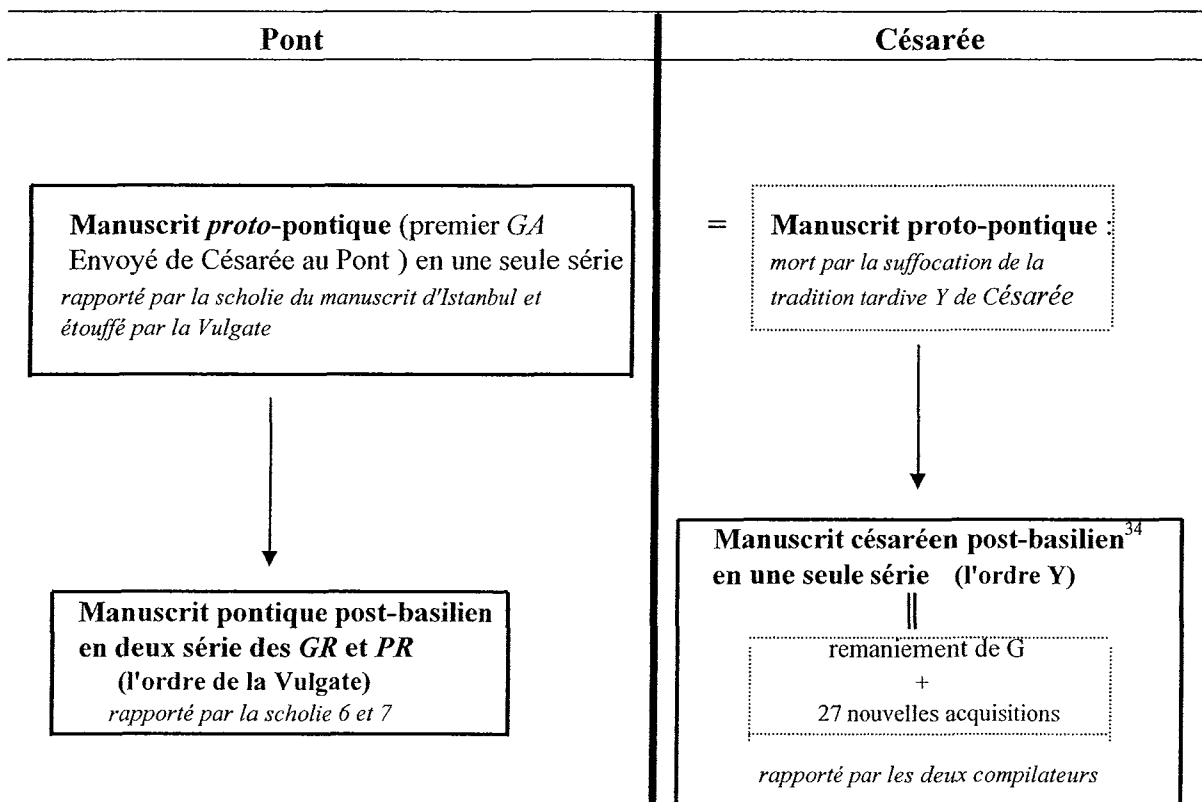 Pont
Césarée
Manuscrit proto-pontique (premier GA
Envoyé de Césarée au Pont ) en une seule série
rapporté par la scholie du manuscrit d'Istanbul et
étouffé par la Vulgate
=
Manuscrit proto-pontique :
mort par la suffocation de la
tradition tardive Y de Césarée
Manuscrit pontique post-basilien
en deux série des GR et PR
(l'ordre de la Vulgate)
rapporté par la scholie 6 et 7
Manuscrit césaréen post-basilien34
en une seule série (l'ordre Y)
||
remaniement de G
+
27 nouvelles acquisitions
rapporté par les deux compilateurs